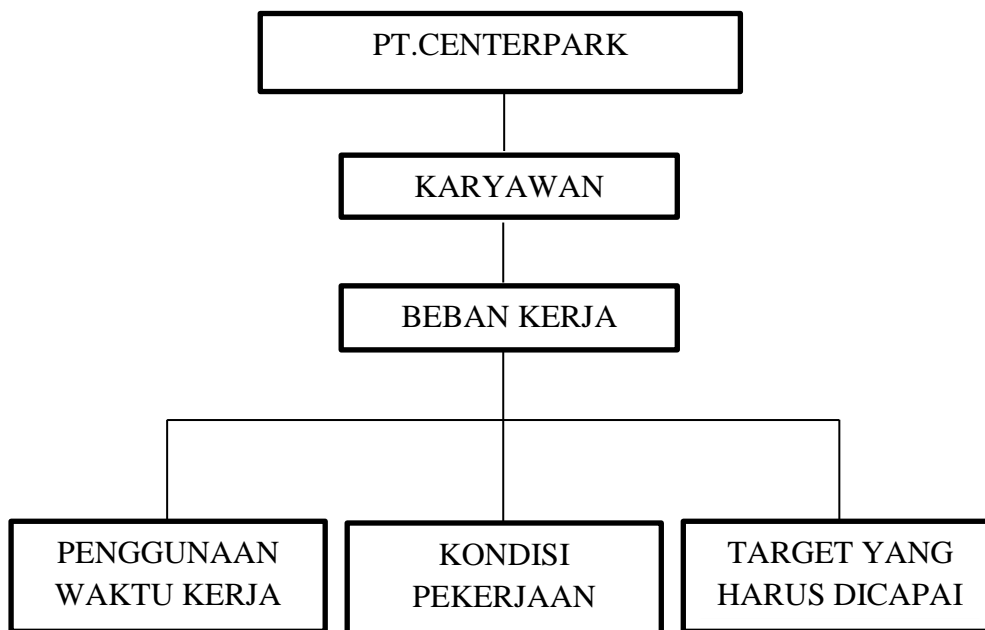 PT.CENTERPARK
KARYAWAN
BEBAN KERJA
PENGGUNAAN
WAKTU KERJA
KONDISI
PEKERJAAN
TARGET YANG
HARUS DICAPAI